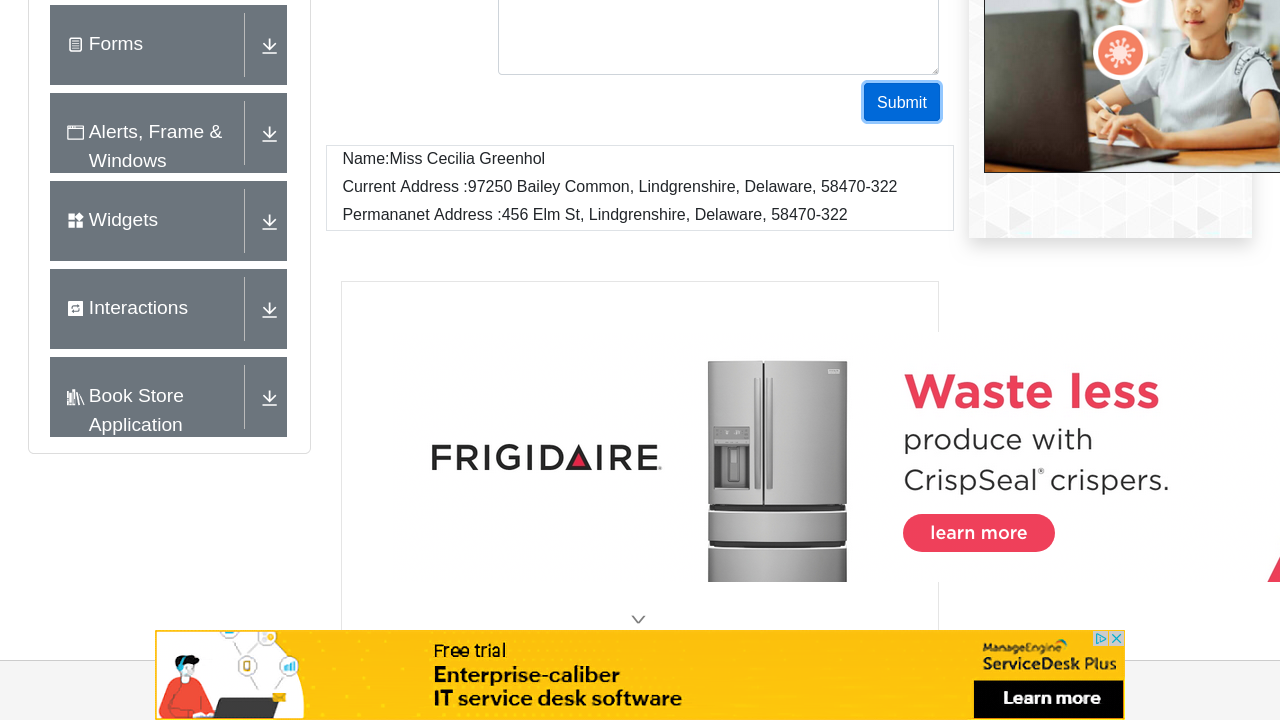 Forms
Alerts, Frame &
Windows
Widgets
Interactions
Book Store
Application
Submit
Name:Miss Cecilia Greenhol
Current Address :97250 Bailey Common, Lindgrenshire, Delaware, 58470-322
Permananet Address :456 Elm St, Lindgrenshire, Delaware, 58470-322
FRIGIDAIRE®
Waste less
produce with
CrispSeal® crispers.
learn more
Free trial
Enterprise-caliber
IT service desk software
ManageEngine
ServiceDesk Plus
Learn more